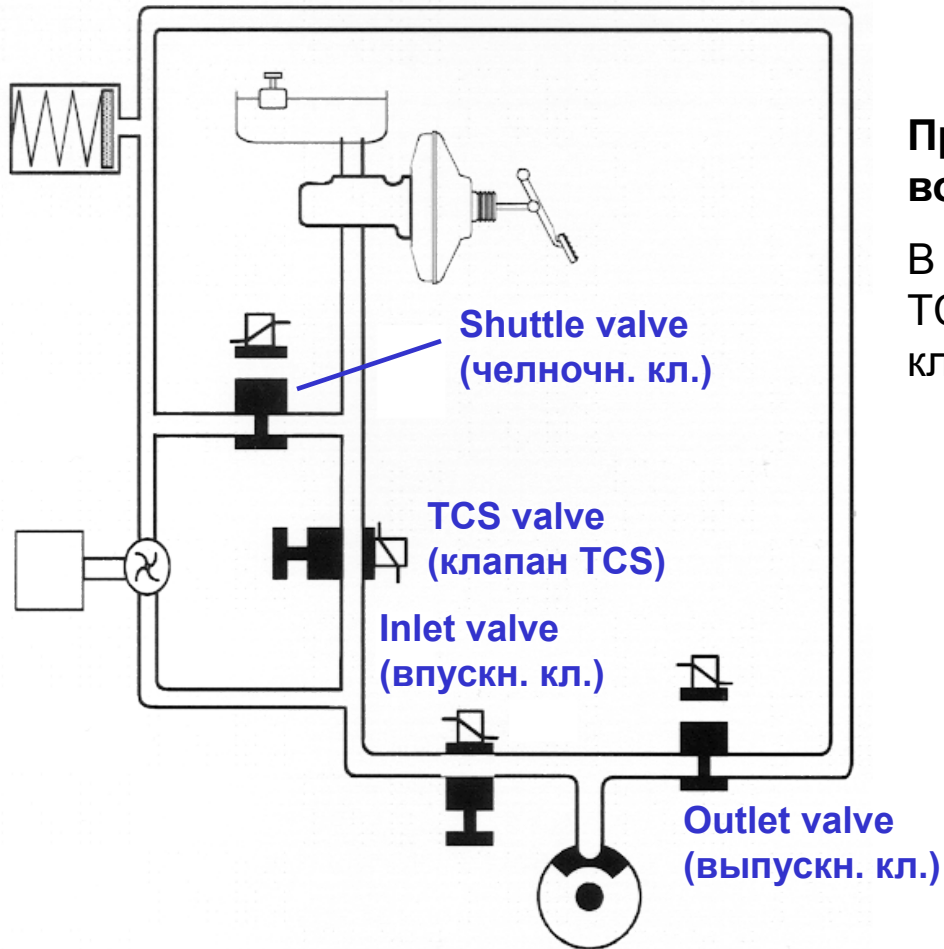 Shuttle valve
(челночн. кл.)
TCS valve
(клапан TCS)
Inlet valve
(впускн. кл.)
Outlet valve
(выпускн. кл.)
В